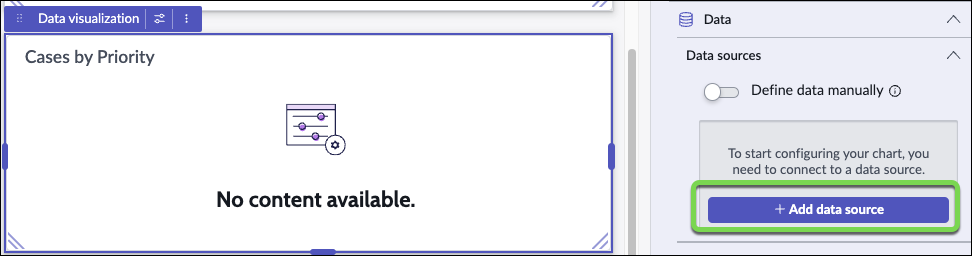 Data visualization
Cases by Priority
No content available.
Data
Data sources
Define data manually
To start configuring your chart, you
need to connect to a data source.
+ Add data source